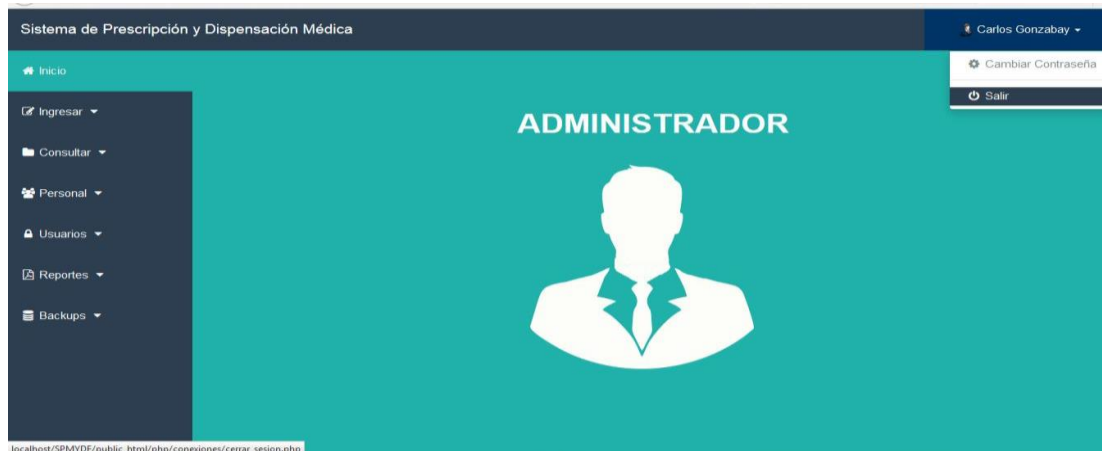 Sistema de Prescripción y Dispensación Médica
Carlos Gonzabay
Inicio
Cambiar Contraseña
Ingresar
Salir
ADMINISTRADOR
Consultar
Personal
Usuarios
Reportes
Backups
localhost/SPMYDF/public_html/php/conexiones/cerrar_sesion.php